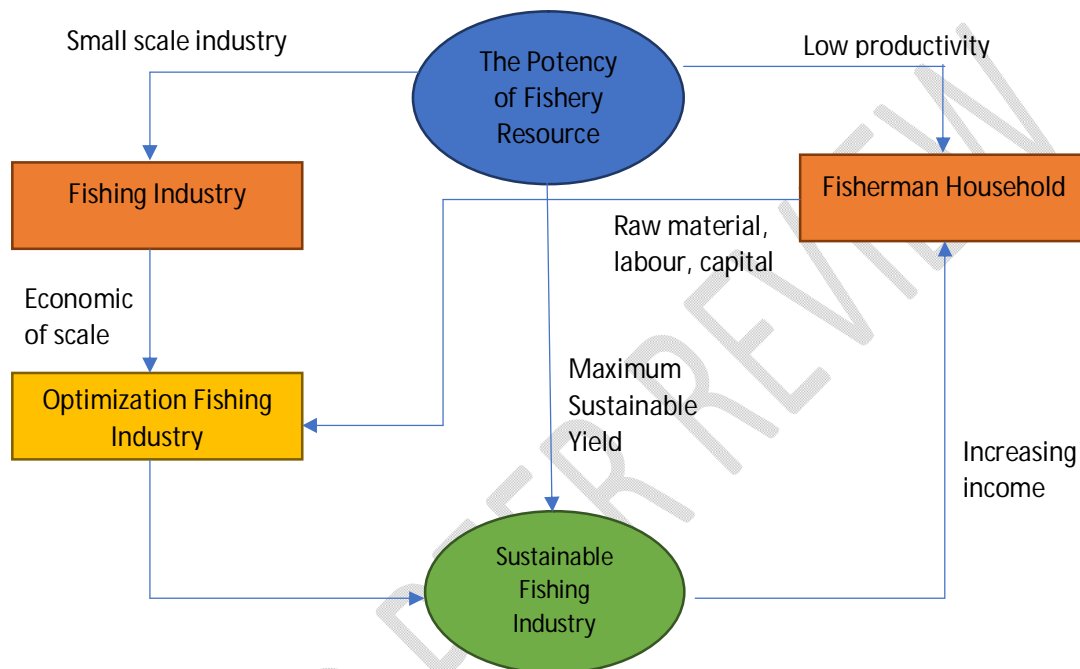 Small scale industry
The Potency
of Fishery
Resource
Low productivity
Fishing Industry
Fisherman Household
Raw material,
labour, capital
Economic
of scale
Optimization Fishing
Industry
Maximum
Sustainable
Yield
Increasing
income
Sustainable
Fishing
Industry
PEER REVIEW